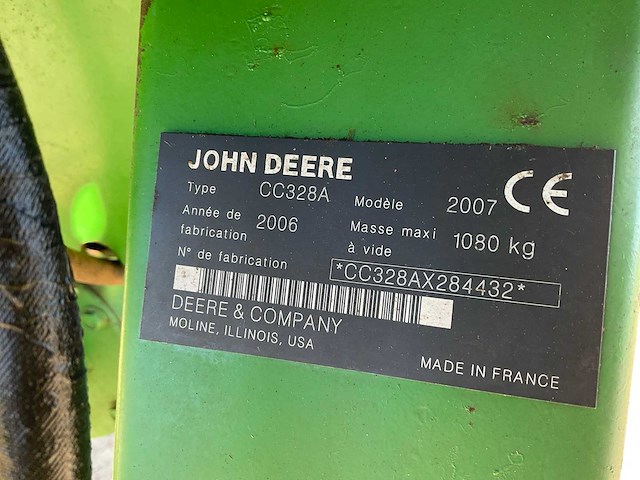 JOHN DEERE CE
Type CC328A Modèle 2007
Année de fabrication 2006 Masse maxi à vide 1080 kg
N° de fabrication *CC328AX284432*
DEERE & COMPANY
MOLINE, ILLINOIS, USA
MADE IN FRANCE